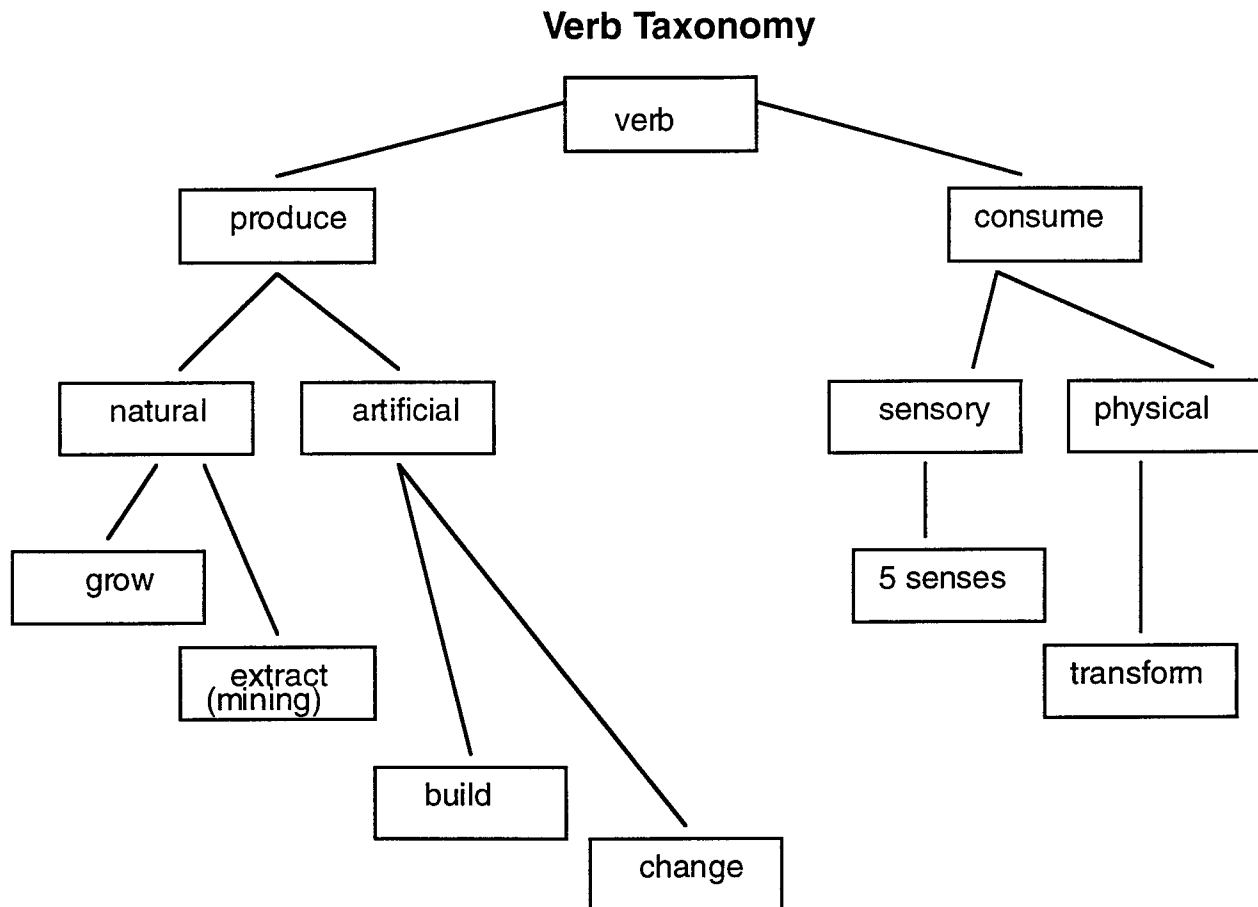 Verb Taxonomy
verb
produce
consume
natural
artificial
sensory
physical
grow
5 senses
extract
(mining)
transform
build
change